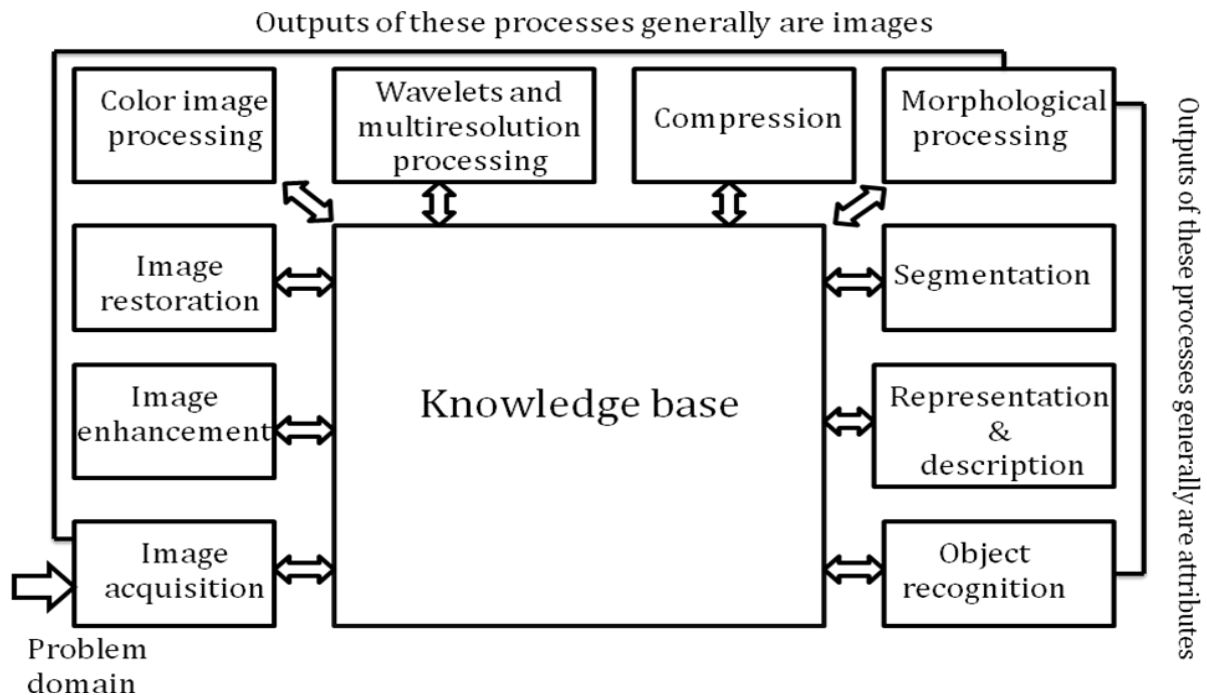 Outputs of these processes generally are images
Color image
processing
Wavelets and
multiresolution
processing
Compression
Morphological
processing
Image
restoration
Segmentation
Image
enhancement
Knowledge base
Representation
&
description
Image
acquisition
Object
recognition
Problem
domain
Outputs of these processes generally are attributes